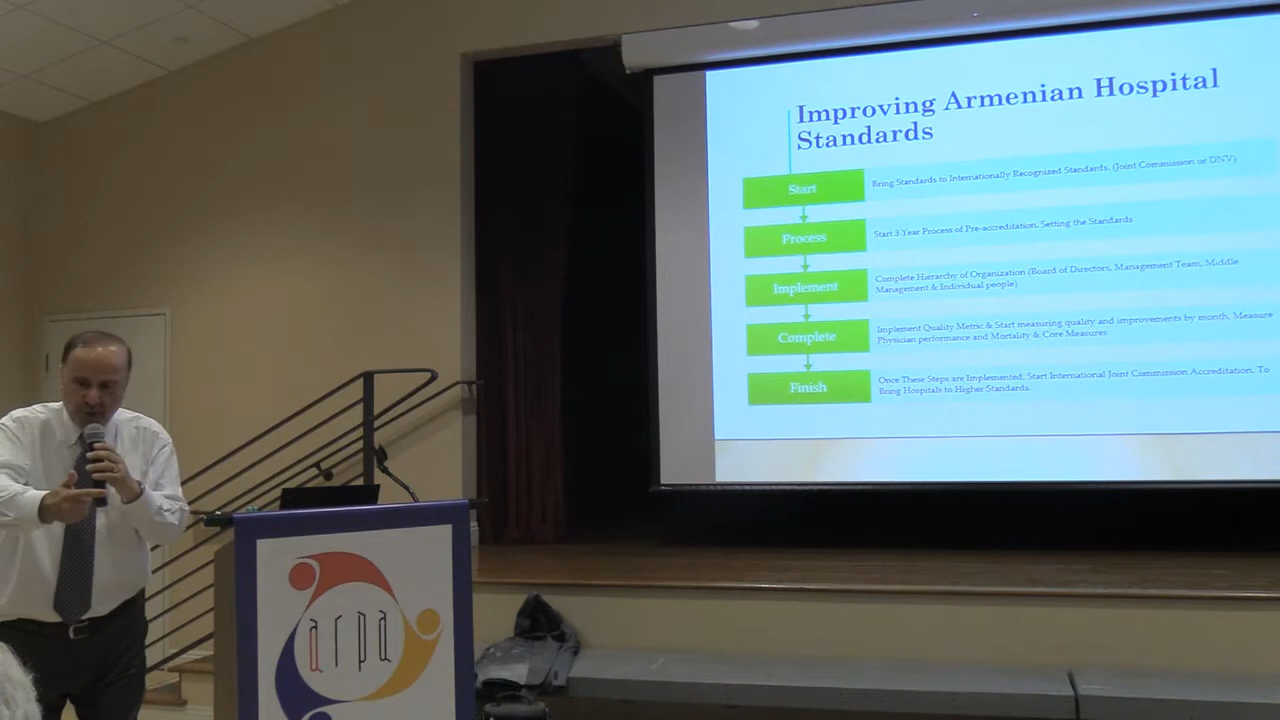 Improving Armenian Hospital
Standards
Start
Bring Standards to Internationally Recognized Standards. (Joint Commission or DNV)
Process
Start 3-Year Process of Pre-accreditation, Setting the Standards
Implement
Complete Hierarchy of Organization (Board of Directors, Management Team, Middle
Management & Individual people)
Complete
Implement Quality Metric & Start measuring quality and improvements by month. Measure
Physician performance and Mortality & Core Measures
Finish
Once These Steps are Implemented, Start International Joint Commission Accreditation. To
Bring Hospitals to Higher Standards.
arpa